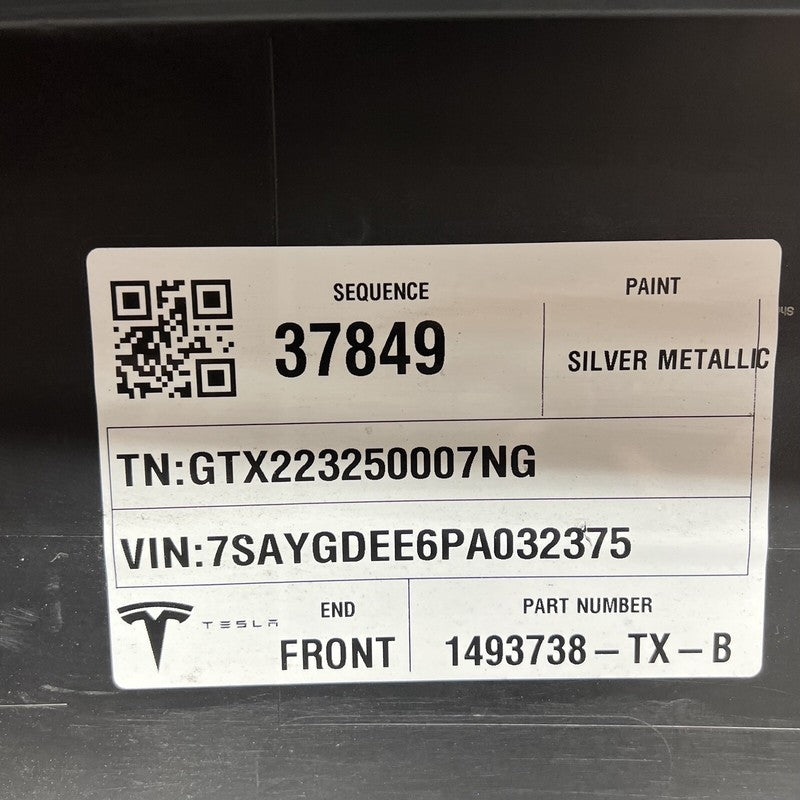 SEQUENCE
37849
PAINT
SILVER METALLIC
TN:GTX223250007NG
VIN:7SAYGDEE6PA032375
TESLA
END
FRONT
PART NUMBER
1493738-TX-B